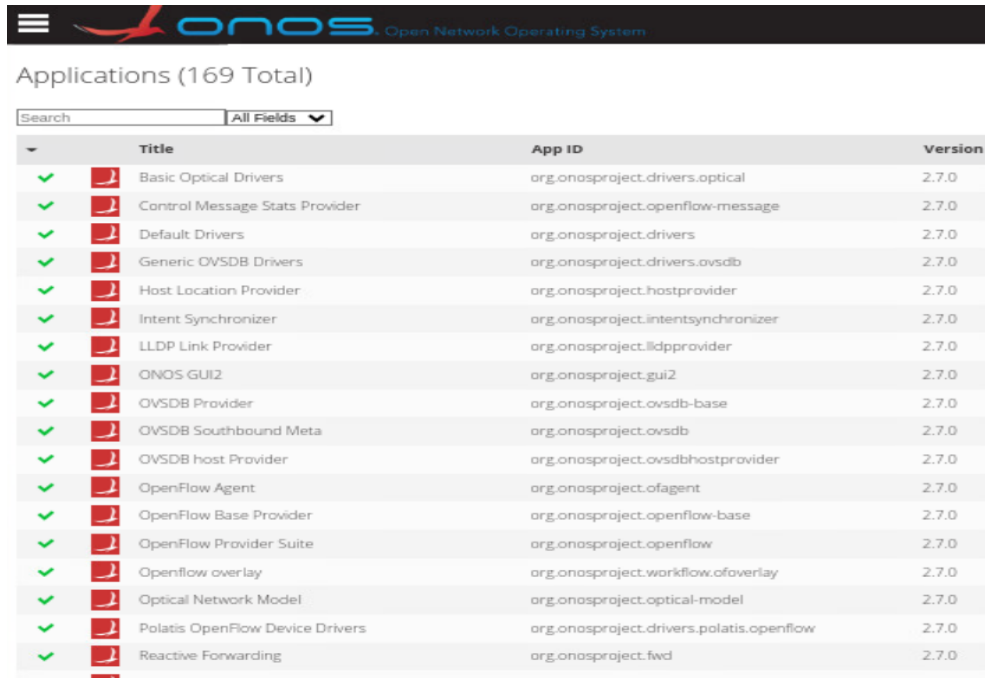 onos. Open Network Operating System
Applications (169 Total)
Search All Fields
Title App ID Version
Basic Optical Drivers org.onosproject.drivers.optical 2.7.0
Control Message Stats Provider org.onosproject.openflow-message 2.7.0
Default Drivers org.onosproject.drivers 2.7.0
Generic OVSDB Drivers org.onosproject.drivers.ovsdb 2.7.0
Host Location Provider org.onosproject.hostprovider 2.7.0
Intent Synchronizer org.onosproject.intentsynchronizer 2.7.0
LLDP Link Provider org.onosproject.lldpprovider 2.7.0
ONOS GUI2 org.onosproject.gui2 2.7.0
OVSDB Provider org.onosproject.ovsdb-base 2.7.0
OVSDB Southbound Meta org.onosproject.ovsdb 2.7.0
OVSDB host Provider org.onosproject.ovsdbhostprovider 2.7.0
OpenFlow Agent org.onosproject.ofagent 2.7.0
OpenFlow Base Provider org.onosproject.openflow-base 2.7.0
OpenFlow Provider Suite org.onosproject.openflow 2.7.0
Openflow overlay org.onosproject.workflow.ofoverlay 2.7.0
Optical Network Model org.onosproject.optical-model 2.7.0
Polatis OpenFlow Device Drivers org.onosproject.drivers.polatis.openflow 2.7.0
Reactive Forwarding org.onosproject.fwd 2.7.0